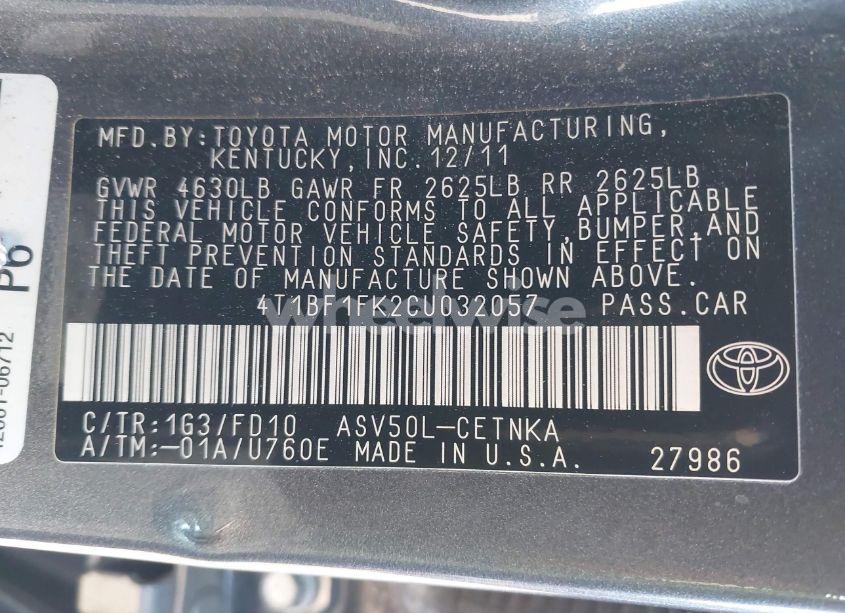 MFD.BY:TOYOTA MOTOR MANUFACTURING,
KENTUCKY,INC.12/11
GVWR 4630LB GAWR FR 2625LB RR 2625LB
THIS VEHICLE CONFORMS TO ALL APPLICABLE
FEDERAL MOTOR VEHICLE SAFETY,BUMPER,AND
THEFT PREVENTION STANDARDS IN EFFECT ON
THE DATE OF MANUFACTURE SHOWN ABOVE.
4T1BF1FK2CU032057 PASS.CAR
wheelwise
C/TR:1G3/FD10 ASV50L-CETNKA
A/TM:-01A/U760E MADE IN U.S.A. 27986
P6